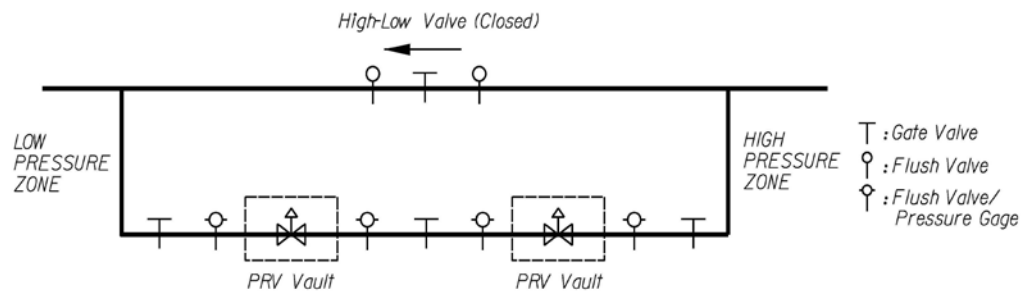 High-Low Valve (Closed)
LOW
PRESSURE
ZONE
HIGH
PRESSURE
ZONE
: Gate Valve
: Flush Valve
: Flush Valve/
Pressure Gage
PRV Vault
PRV Vault